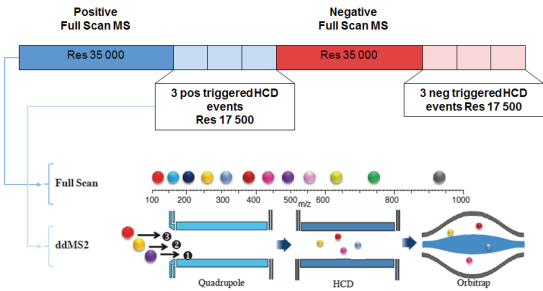 Positive
Full Scan MS
Negative
Full Scan MS
Res 35 000
Res 35 000
3 pos triggered HCD
events
Res 17 500
3 neg triggered HCD
events Res 17 500
Full Scan
100 200 300 400 500 600 800 1000
m/z
ddMS2
3
2
1
Quadrupole
HCD
Orbitrap